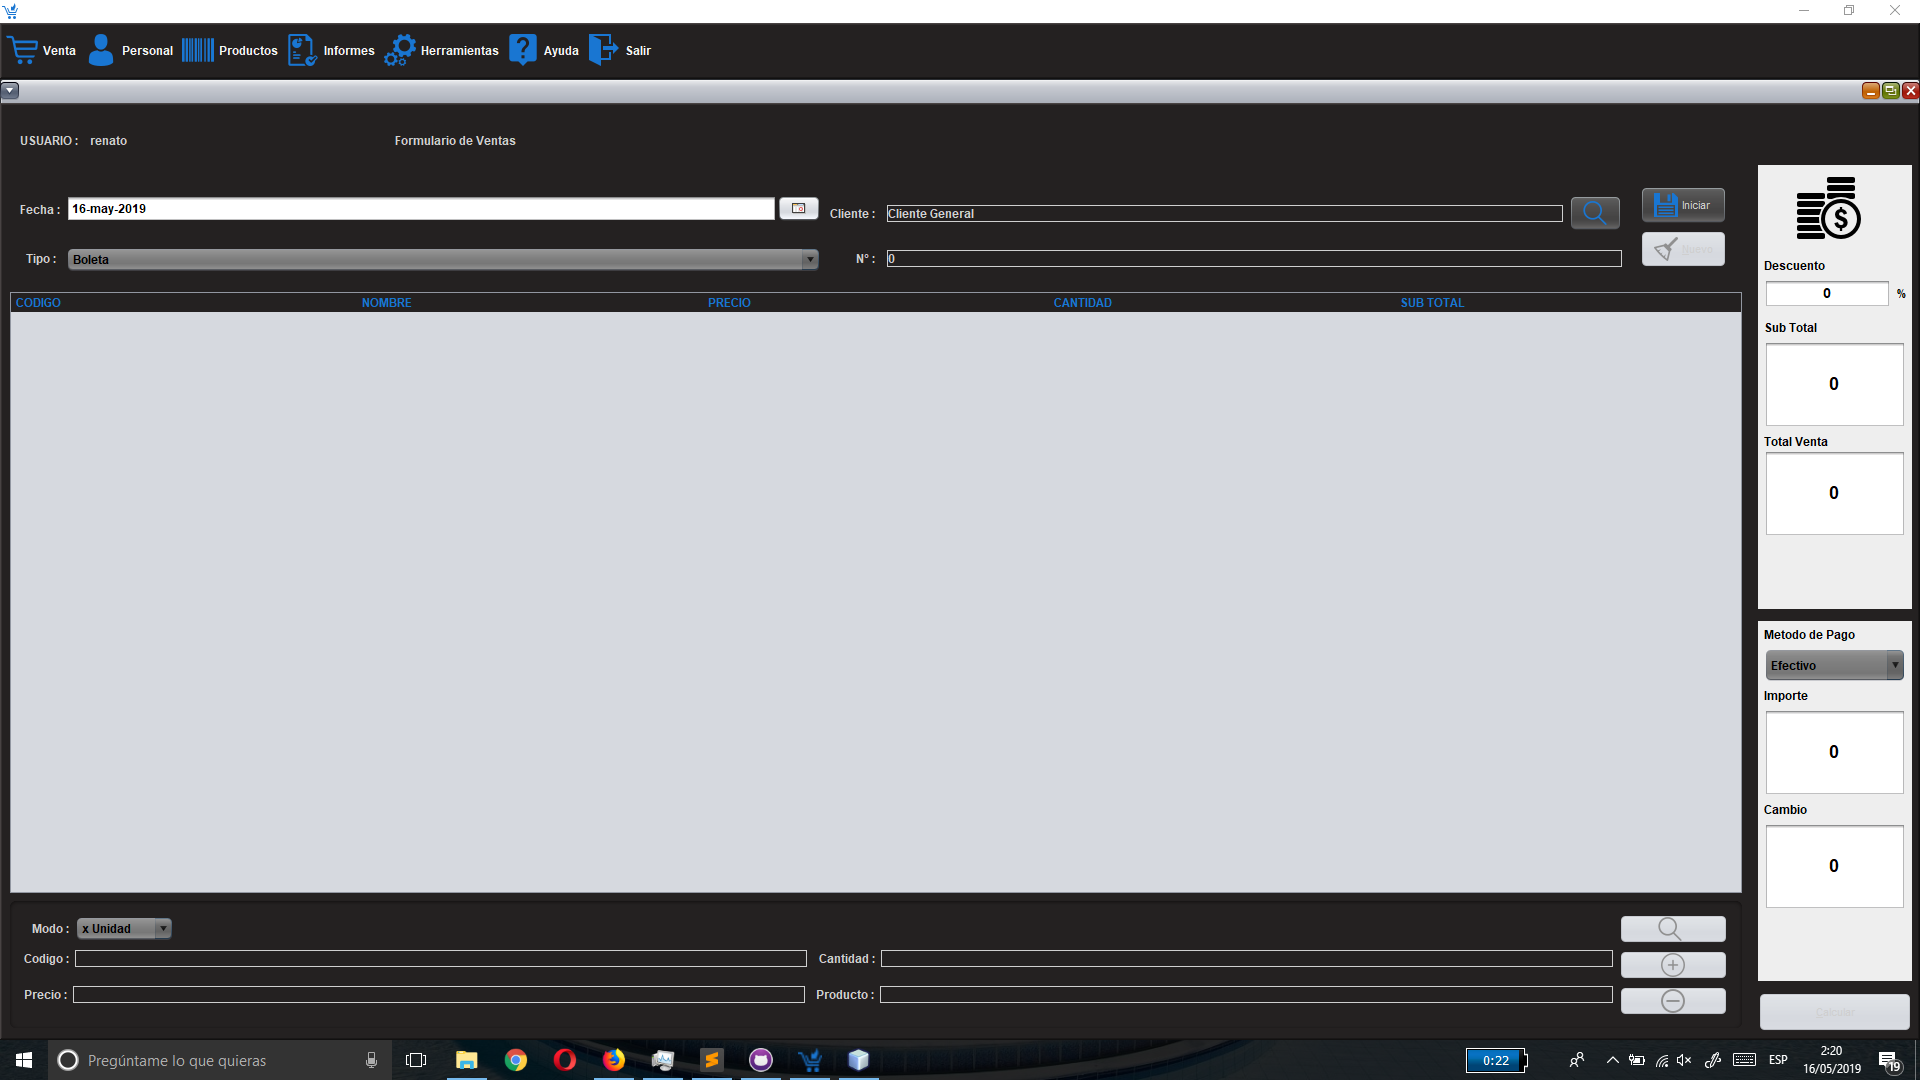 Venta Personal Productos Informes Herramientas Ayuda Salir
USUARIO : renato Formulario de Ventas
Fecha : 16-may-2019 Cliente : Cliente General Iniciar
Tipo : Boleta Nº : 0 Nuevo
CODIGO NOMBRE PRECIO CANTIDAD SUB TOTAL
Descuento
0 %
Sub Total
0
Total Venta
0
Metodo de Pago
Efectivo
Importe
0
Cambio
0
Calcular
Modo : x Unidad
Codigo : Cantidad :
Precio : Producto :
Pregúntame lo que quieras 0:22 ESP 2:20
16/05/2019 19